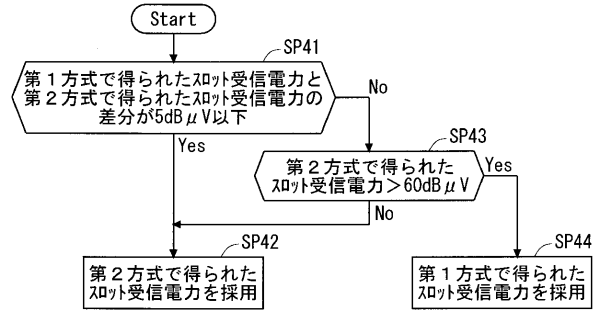 Start
SP41
第１方式で得られたｽﾛｯﾄ受信電力と
第２方式で得られたｽﾛｯﾄ受信電力の
差分が5dBμV以下
No
Yes
SP43
第２方式で得られた
ｽﾛｯﾄ受信電力＞60dBμV
Yes
No
SP42
第２方式で得られた
ｽﾛｯﾄ受信電力を採用
SP44
第１方式で得られた
ｽﾛｯﾄ受信電力を採用